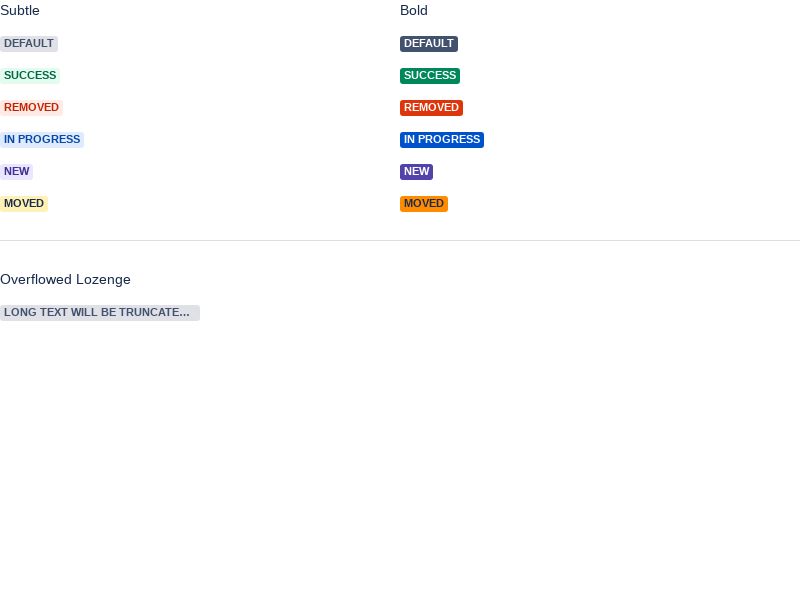 Subtle
DEFAULT
SUCCESS
REMOVED
IN PROGRESS
NEW
MOVED
Bold
DEFAULT
SUCCESS
REMOVED
IN PROGRESS
NEW
MOVED
Overflowed Lozenge
LONG TEXT WILL BE TRUNCATE…